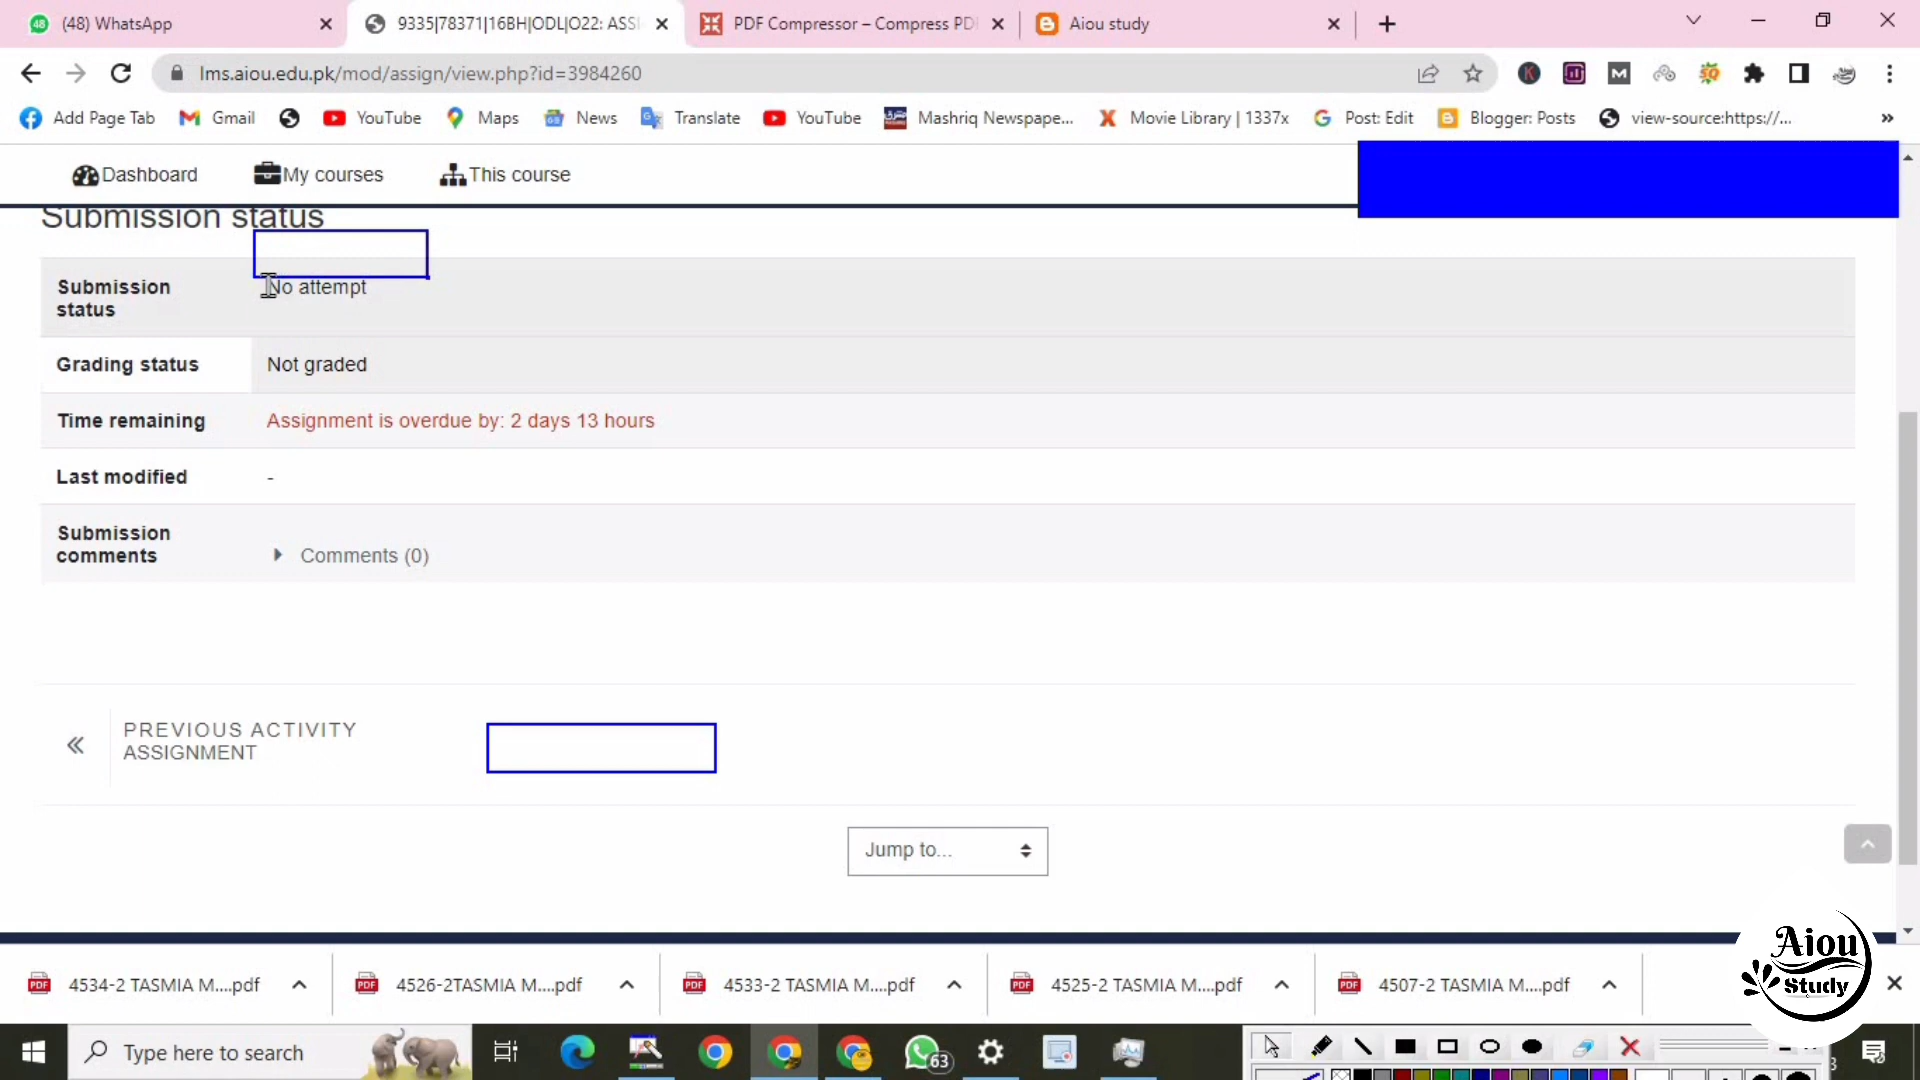 (48) WhatsApp
9335|78371|16BH|ODL|O22: ASSI
PDF Compressor – Compress PD
Aiou study
lms.aiou.edu.pk/mod/assign/view.php?id=3984260
Add Page Tab
Gmail
YouTube
Maps
News
Translate
YouTube
Mashriq Newspape...
Movie Library | 1337x
Post: Edit
Blogger: Posts
view-source:https://...
»
Dashboard
My courses
This course
Submission status
Submission status
No attempt
Grading status
Not graded
Time remaining
Assignment is overdue by: 2 days 13 hours
Last modified
-
Submission comments
Comments (0)
PREVIOUS ACTIVITY
ASSIGNMENT
Jump to...
4534-2 TASMIA M....pdf
4526-2TASMIA M....pdf
4533-2 TASMIA M....pdf
4525-2 TASMIA M....pdf
4507-2 TASMIA M....pdf
Aiou
Study
Type here to search
63